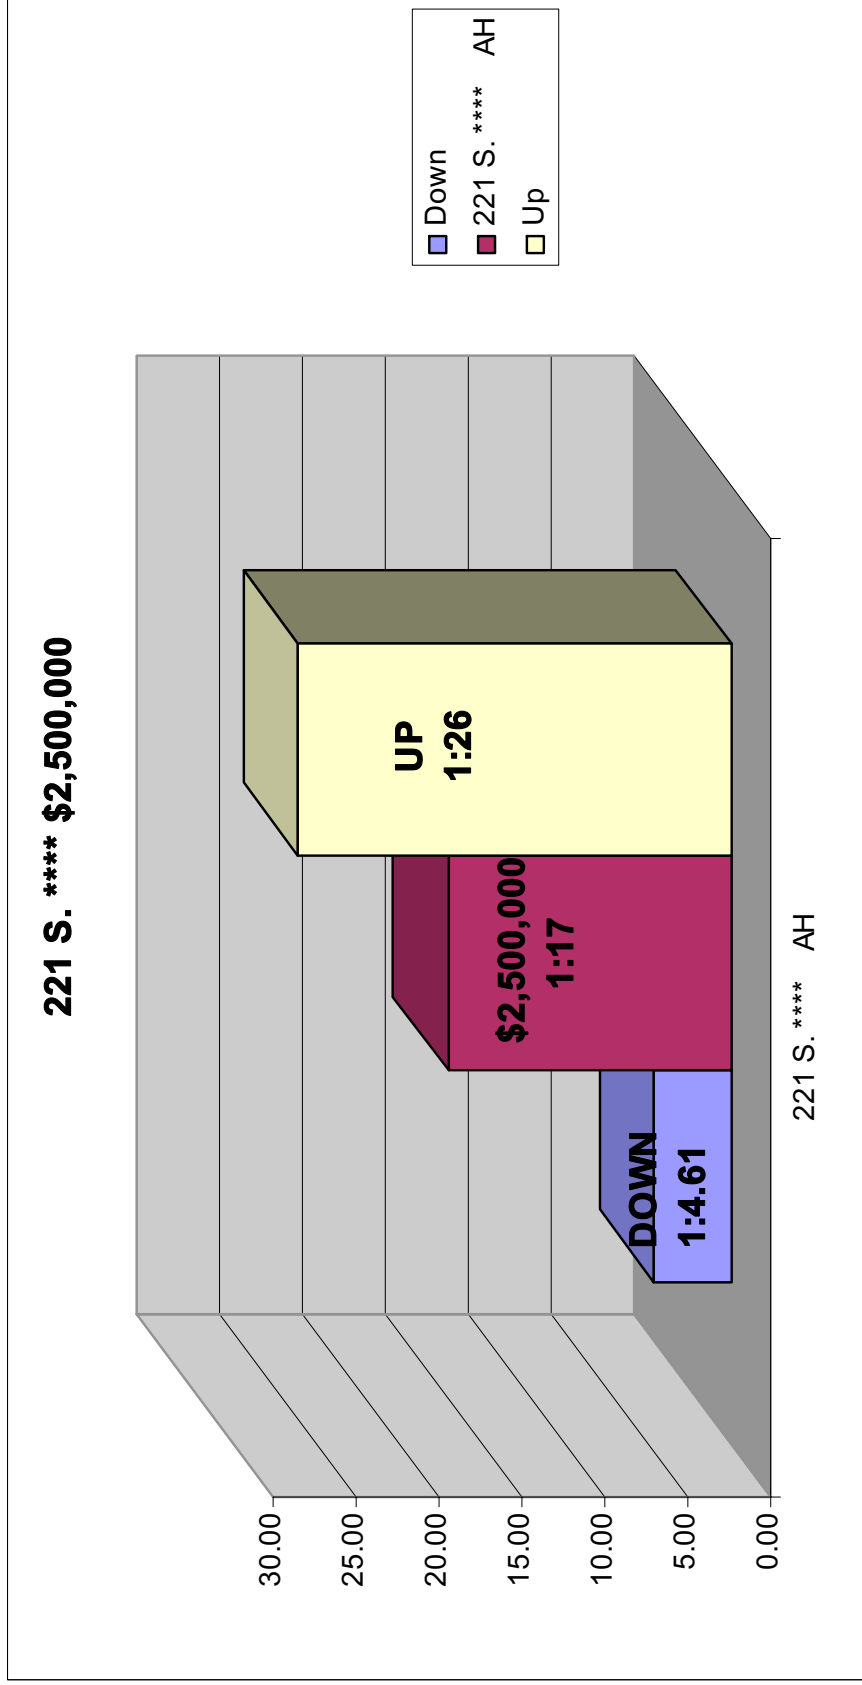 221 S. **** $2,500,000
30.00
25.00
20.00
15.00
10.00
5.00
0.00
DOWN
1:4.61
$2,500,000
1:17
UP
1:26
221 S. **** AH
Down
221 S. **** AH
Up